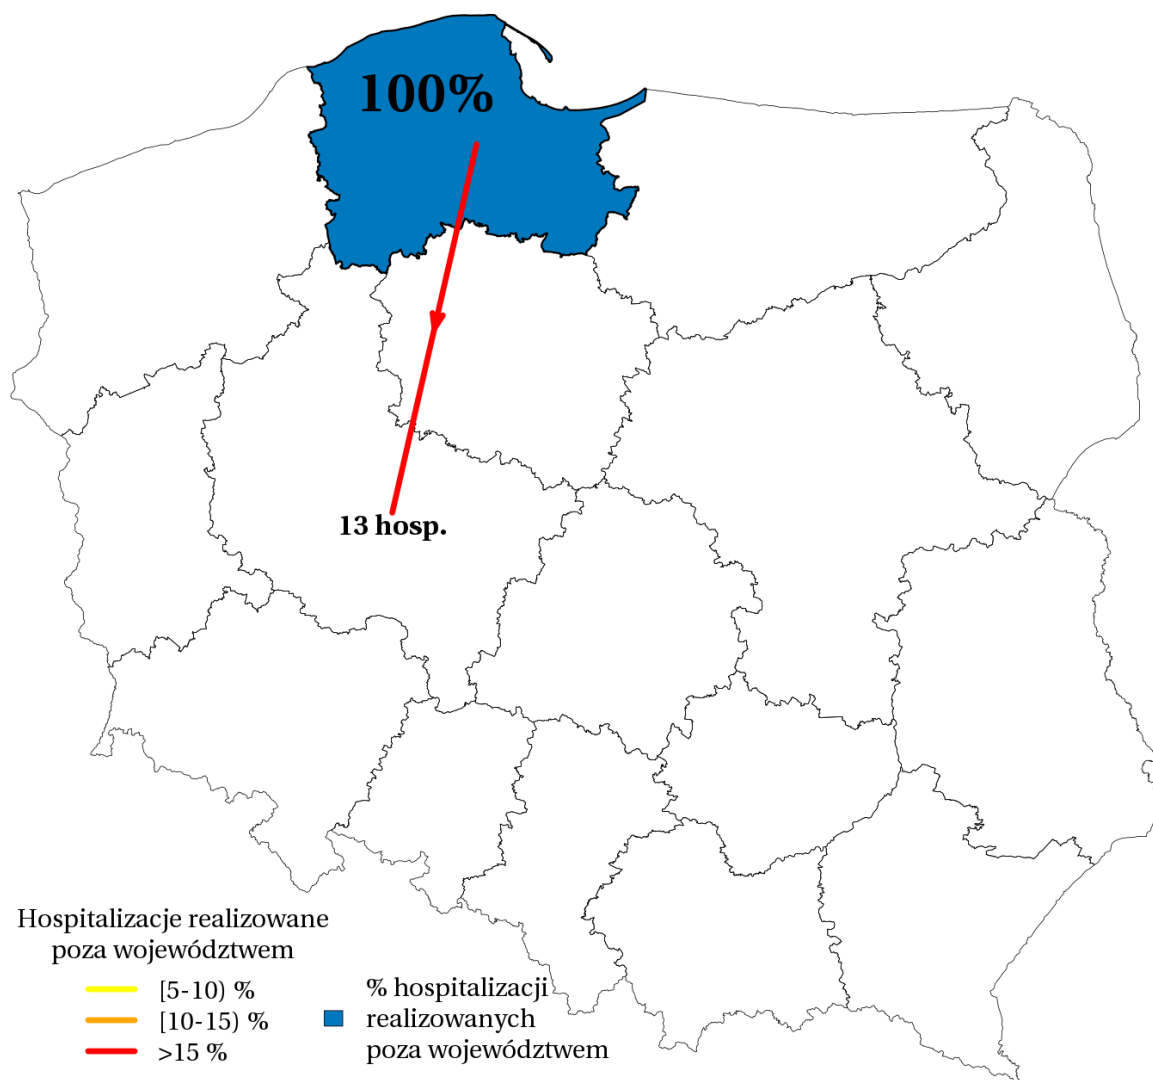 100%
13 hosp.
Hospitalizacje realizowane
poza województwem
[5-10) %
[10-15) %
>15 %
% hospitalizacji
realizowanych
poza województwem